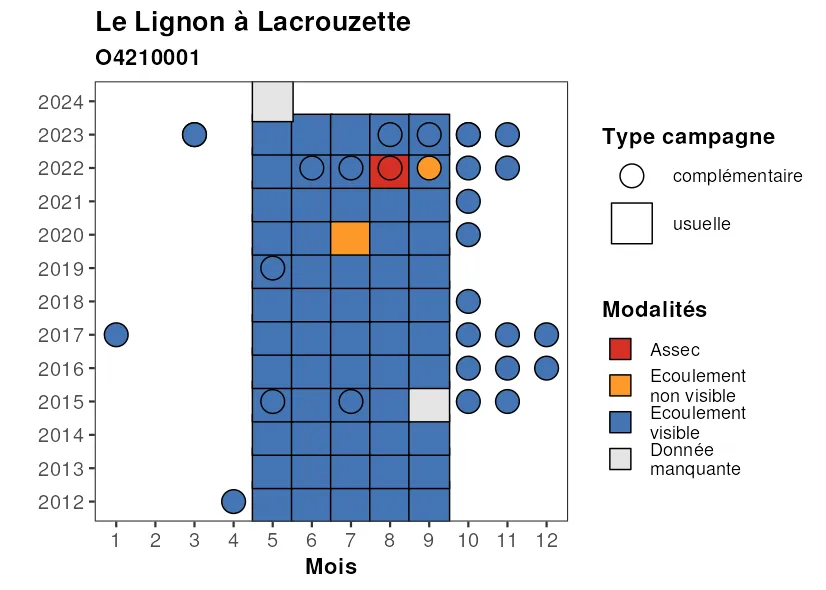 Le Lignon à Lacrouzette
O4210001
2024
2023
2022
2021
2020
2019
2018
2017
2016
2015
2014
2013
2012
1 2 3 4 5 6 7 8 9 10 11 12
Mois
Type campagne
complémentaire
usuelle
Modalités
Assec
Ecoulement
non visible
Ecoulement
visible
Donnée
manquante